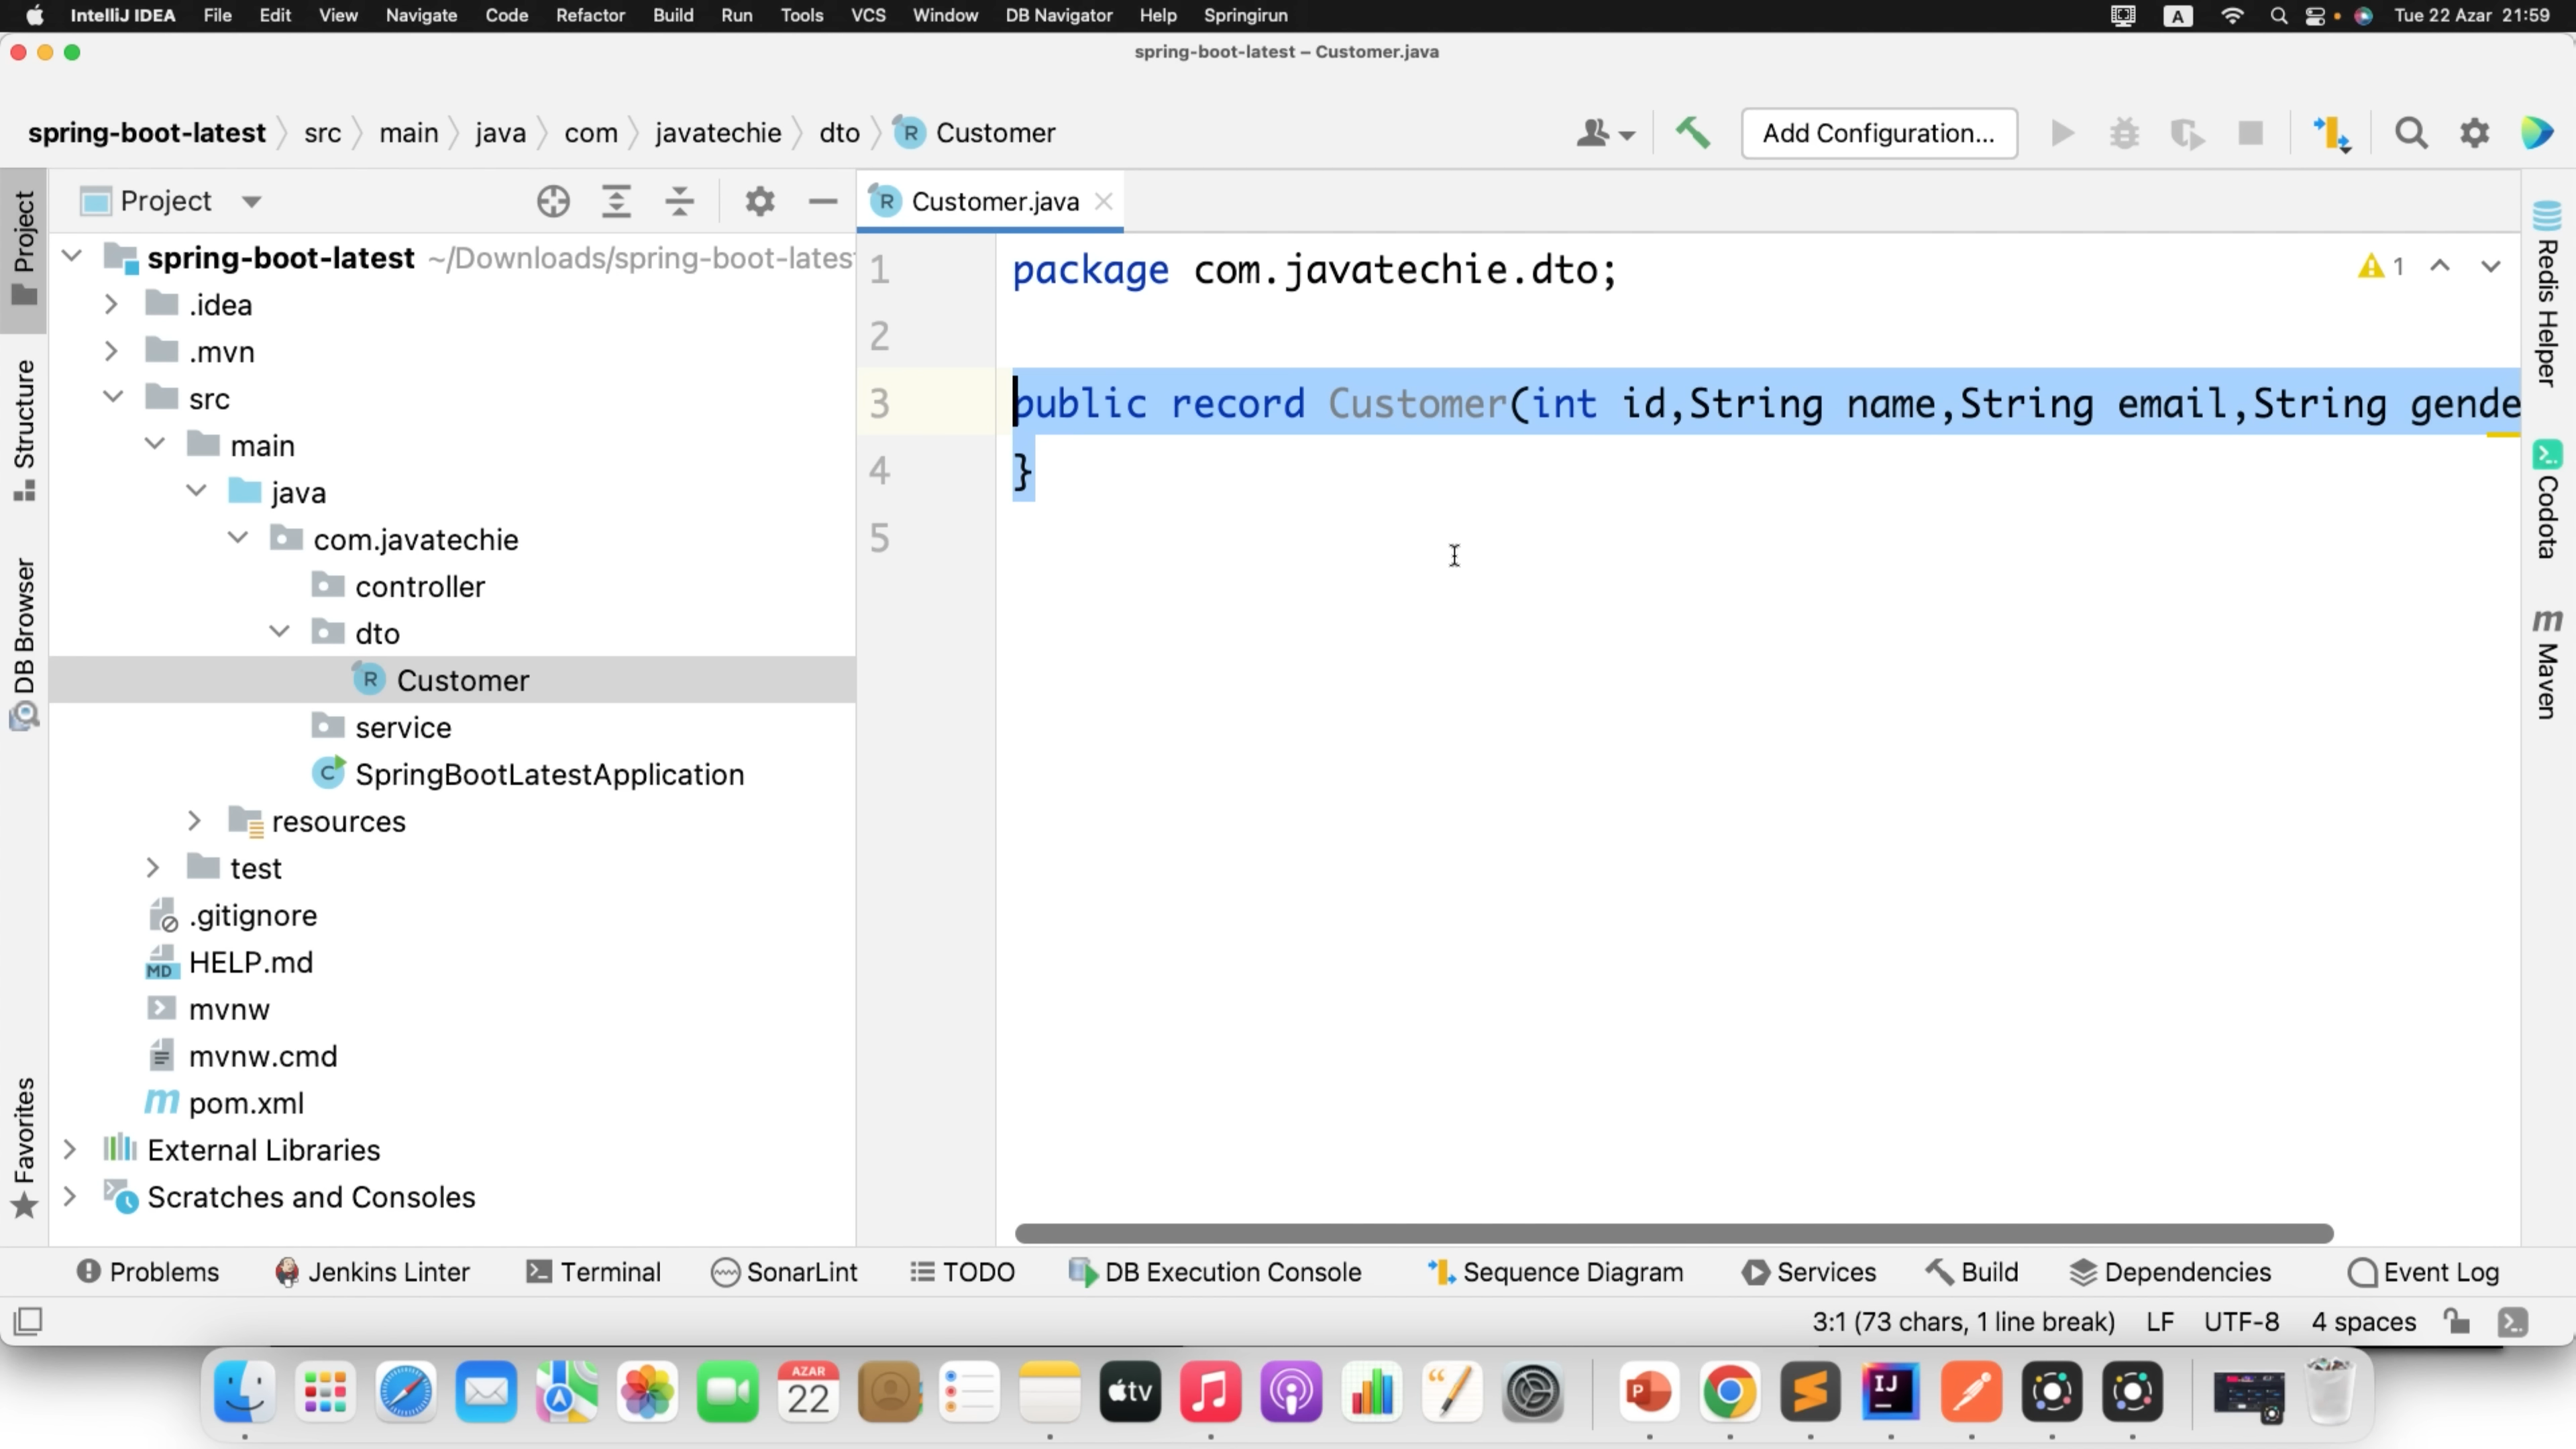 IntelliJ IDEA File Edit View Navigate Code Refactor Build Run Tools VCS Window DB Navigator Help Springirun A Tue 22 Azar 21:59
spring-boot-latest – Customer.java
spring-boot-latest src main java com javatechie dto R Customer Add Configuration...
Project
Structure
DB Browser
Favorites
Project
spring-boot-latest ~/Downloads/spring-boot-latest
.idea
.mvn
src
main
java
com.javatechie
controller
dto
R Customer
service
C SpringBootLatestApplication
resources
test
.gitignore
MD HELP.md
mvnw
mvnw.cmd
m pom.xml
External Libraries
Scratches and Consoles
R Customer.java
1 package com.javatechie.dto; 1
2
3 public record Customer(int id,String name,String email,String gende
4 }
5
Redis Helper
Codota
m Maven
Problems Jenkins Linter Terminal SonarLint TODO DB Execution Console Sequence Diagram Services Build Dependencies Event Log
3:1 (73 chars, 1 line break) LF UTF-8 4 spaces
AZAR
22
tv
P
IJ